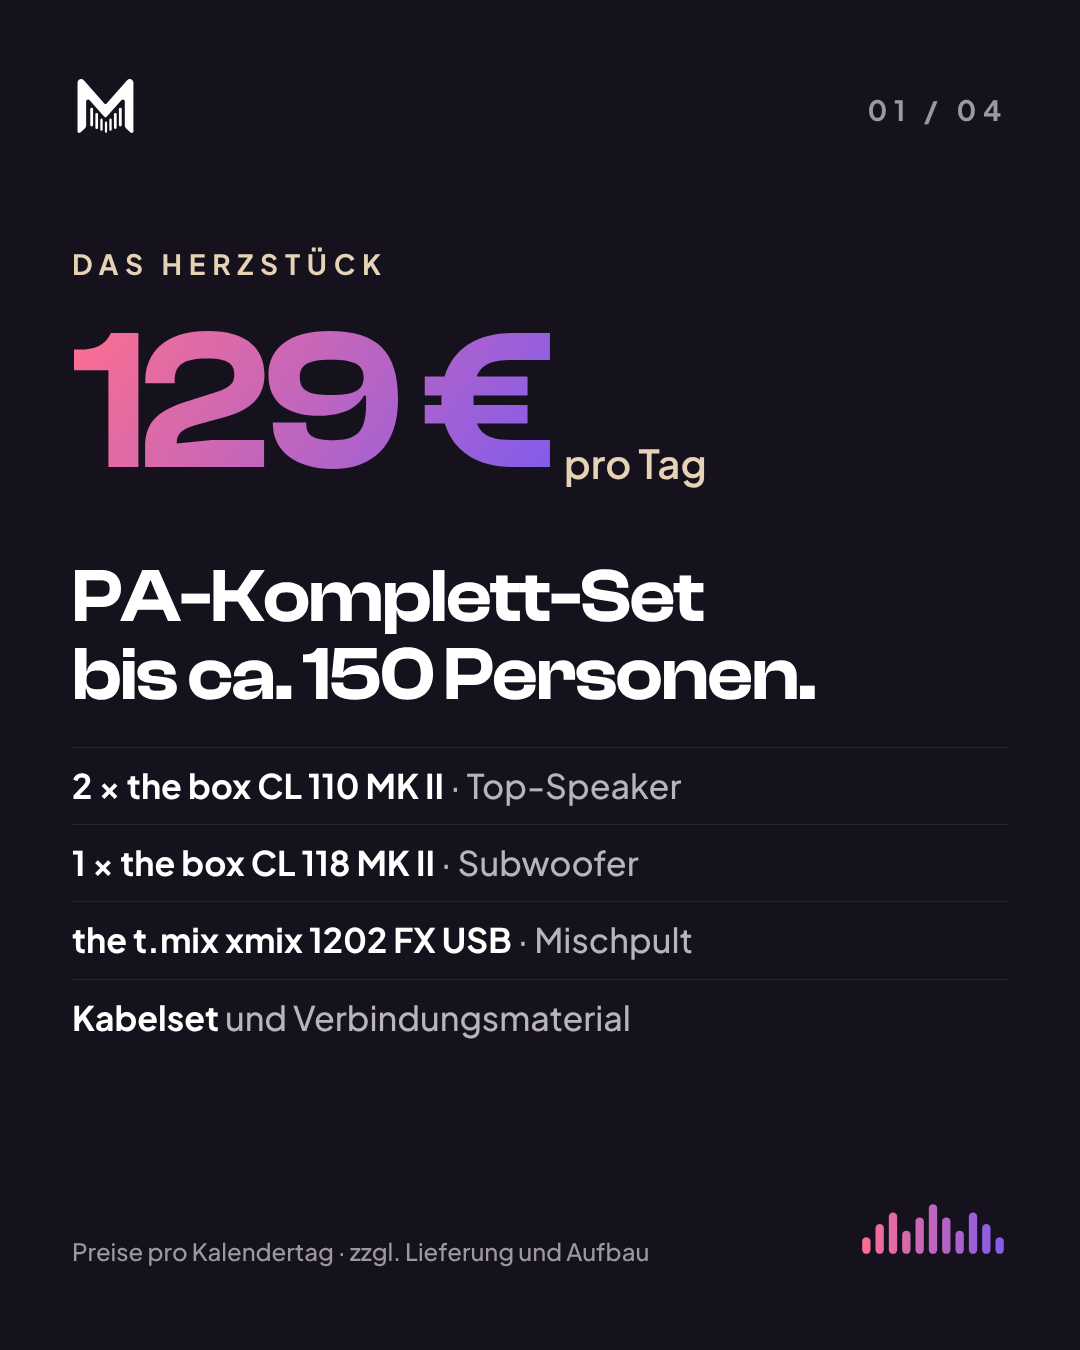 M
01 / 04
DAS HERZSTÜCK
129 € pro Tag
PA-Komplett-Set
bis ca. 150 Personen.
2 × the box CL 110 MK II · Top-Speaker
1 × the box CL 118 MK II · Subwoofer
the t.mix xmix 1202 FX USB · Mischpult
Kabelset und Verbindungsmaterial
Preise pro Kalendertag · zzgl. Lieferung und Aufbau